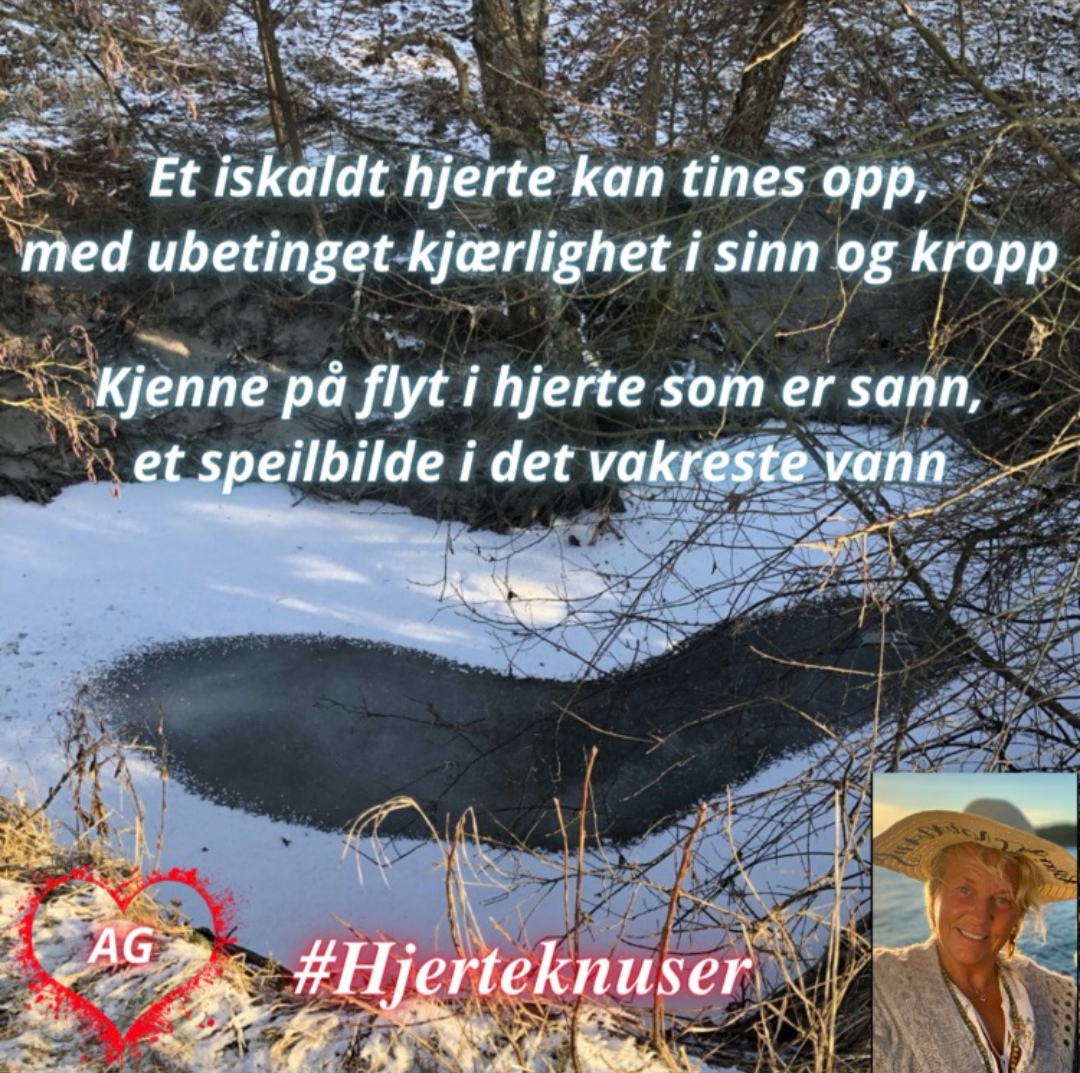 Et iskaldt hjerte kan tines opp,
med ubetinget kjærlighet i sinn og kropp
Kjenne på flyt i hjerte som er sann,
et speilbilde i det vakreste vann
AG
#Hjerteknuser